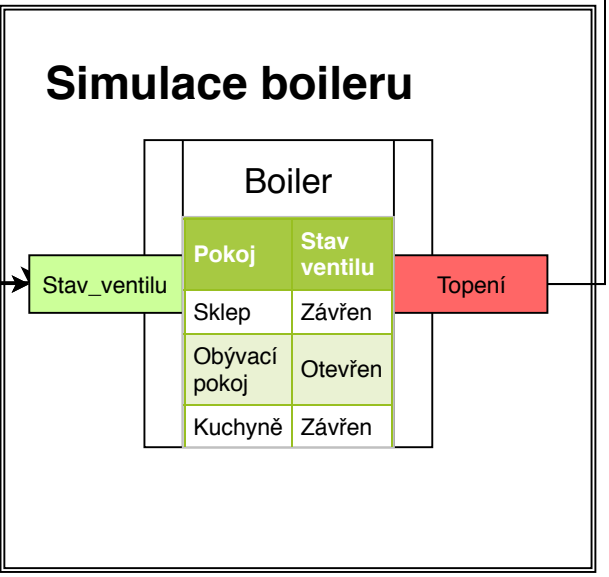 Simulace boileru
Boiler
Pokoj
Stav
ventilu
Stav_ventilu
Topení
Sklep
Závřen
Obývací
pokoj
Otevřen
Kuchyně
Závřen